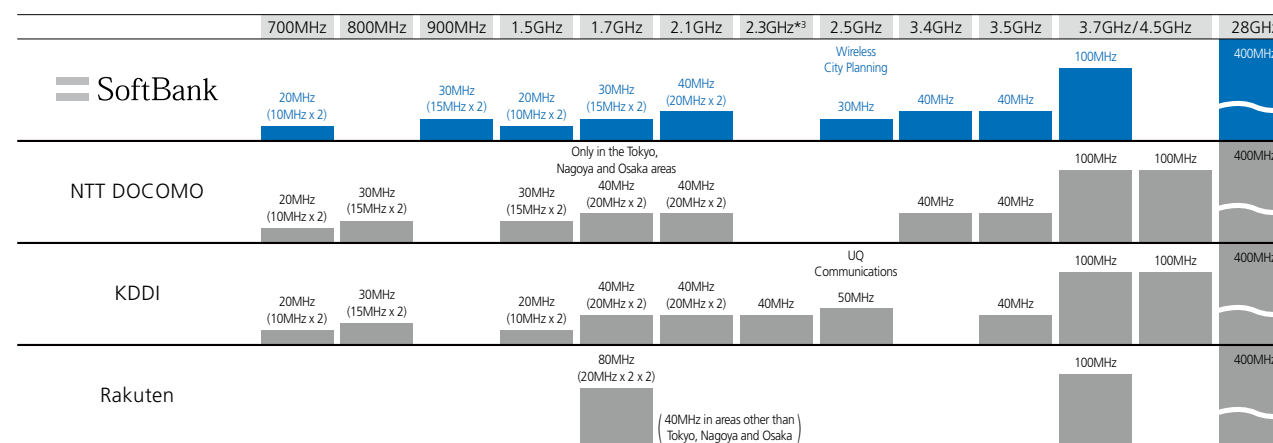 700MHz 800MHz 900MHz 1.5GHz 1.7GHz 2.1GHz 2.3GHz*3 2.5GHz 3.4GHz 3.5GHz 3.7GHz/4.5GHz 28GHz
SoftBank
20MHz
(10MHz x 2)
30MHz
(15MHz x 2)
20MHz
(10MHz x 2)
30MHz
(15MHz x 2)
40MHz
(20MHz x 2)
Wireless
City Planning
30MHz
40MHz
40MHz
100MHz
400MHz
NTT DOCOMO
20MHz
(10MHz x 2)
30MHz
(15MHz x 2)
30MHz
(15MHz x 2)
Only in the Tokyo,
Nagoya and Osaka areas
40MHz
(20MHz x 2)
40MHz
(20MHz x 2)
40MHz
40MHz
100MHz
100MHz
400MHz
KDDI
20MHz
(10MHz x 2)
30MHz
(15MHz x 2)
20MHz
(10MHz x 2)
40MHz
(20MHz x 2)
40MHz
(20MHz x 2)
40MHz
UQ
Communications
50MHz
40MHz
100MHz
100MHz
400MHz
Rakuten
80MHz
(20MHz x 2 x 2)
(40MHz in areas other than
Tokyo, Nagoya and Osaka)
100MHz
400MHz